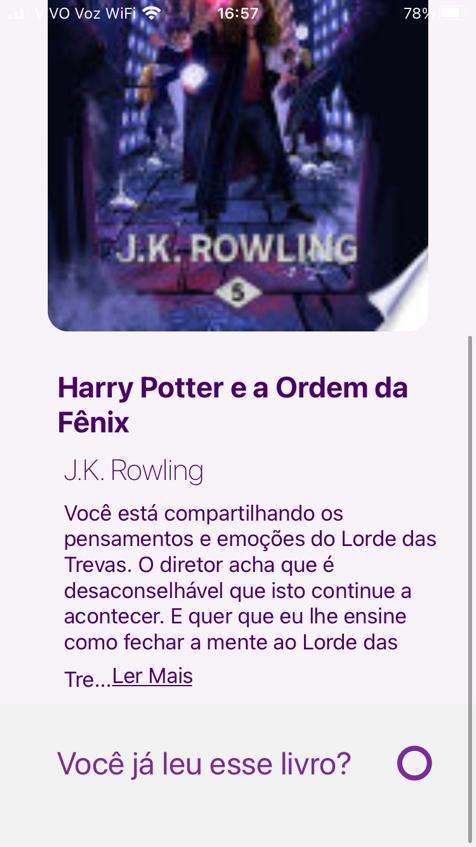 VIVO Voz WiFi 16:57 78%
J.K. ROWLING
5
Harry Potter e a Ordem da
Fênix
J.K. Rowling
Você está compartilhando os
pensamentos e emoções do Lorde das
Trevas. O diretor acha que é
desaconselhável que isto continue a
acontecer. E quer que eu lhe ensine
como fechar a mente ao Lorde das
Tre...Ler Mais
Você já leu esse livro?